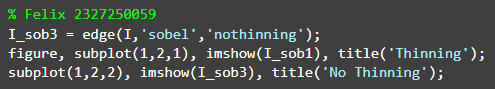 % Felix 2327250059
I_sob3 = edge(I,'sobel','nothinning');
figure, subplot(1,2,1), imshow(I_sob1), title('Thinning');
subplot(1,2,2), imshow(I_sob3), title('No Thinning');